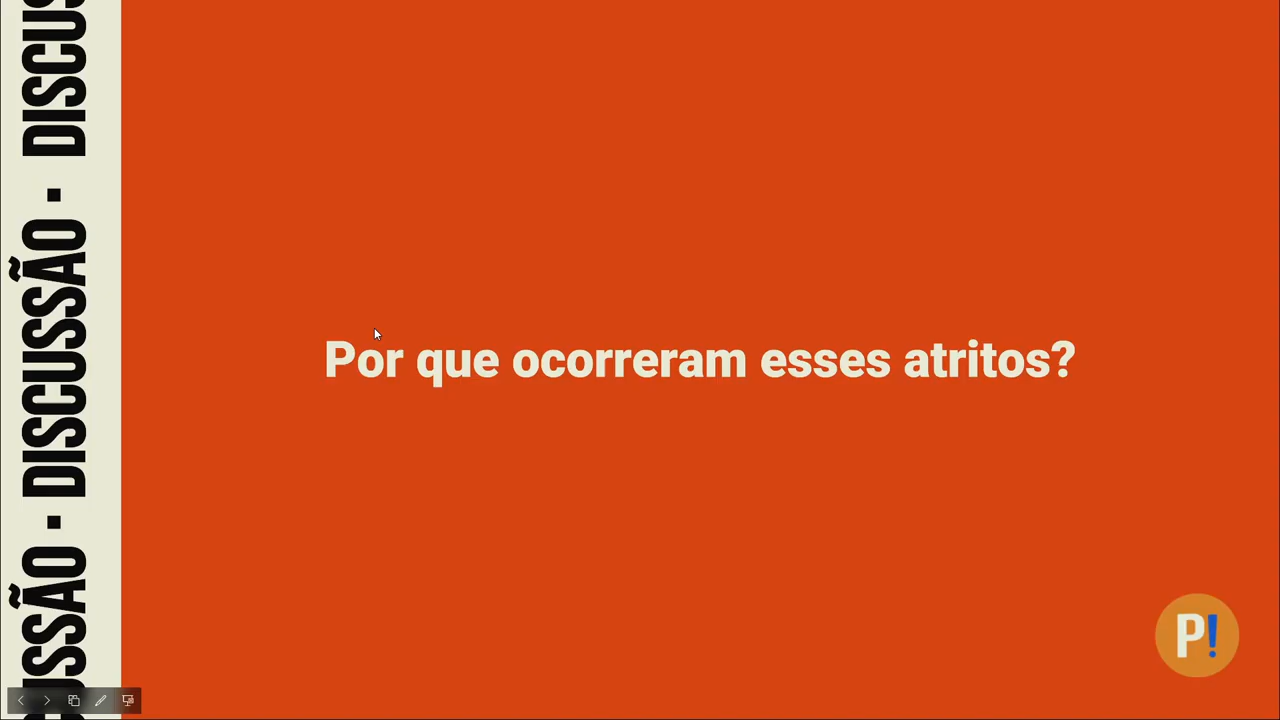 DISCUSSÃO · DISCUSSÃO · DISCUS
Por que ocorreram esses atritos?
P!